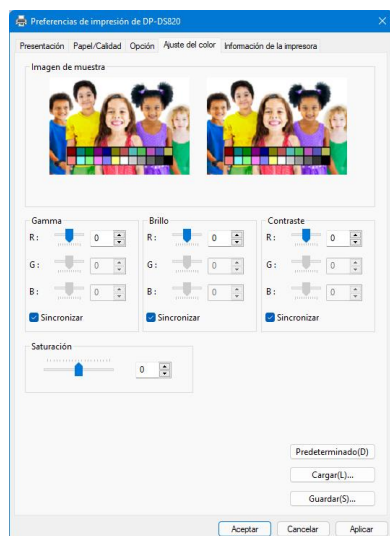 Preferencias de impresión de DP-DS820
Presentación Papel/Calidad Opción Ajuste del color Información de la impresora
Imagen de muestra
Gamma Brillo Contraste
R: 0 R: 0 R: 0
G: 0 G: 0 G: 0
B: 0 B: 0 B: 0
Sincronizar Sincronizar Sincronizar
Saturación
0
Predeterminado(D)
Cargar(L)...
Guardar(S)...
Aceptar Cancelar Aplicar